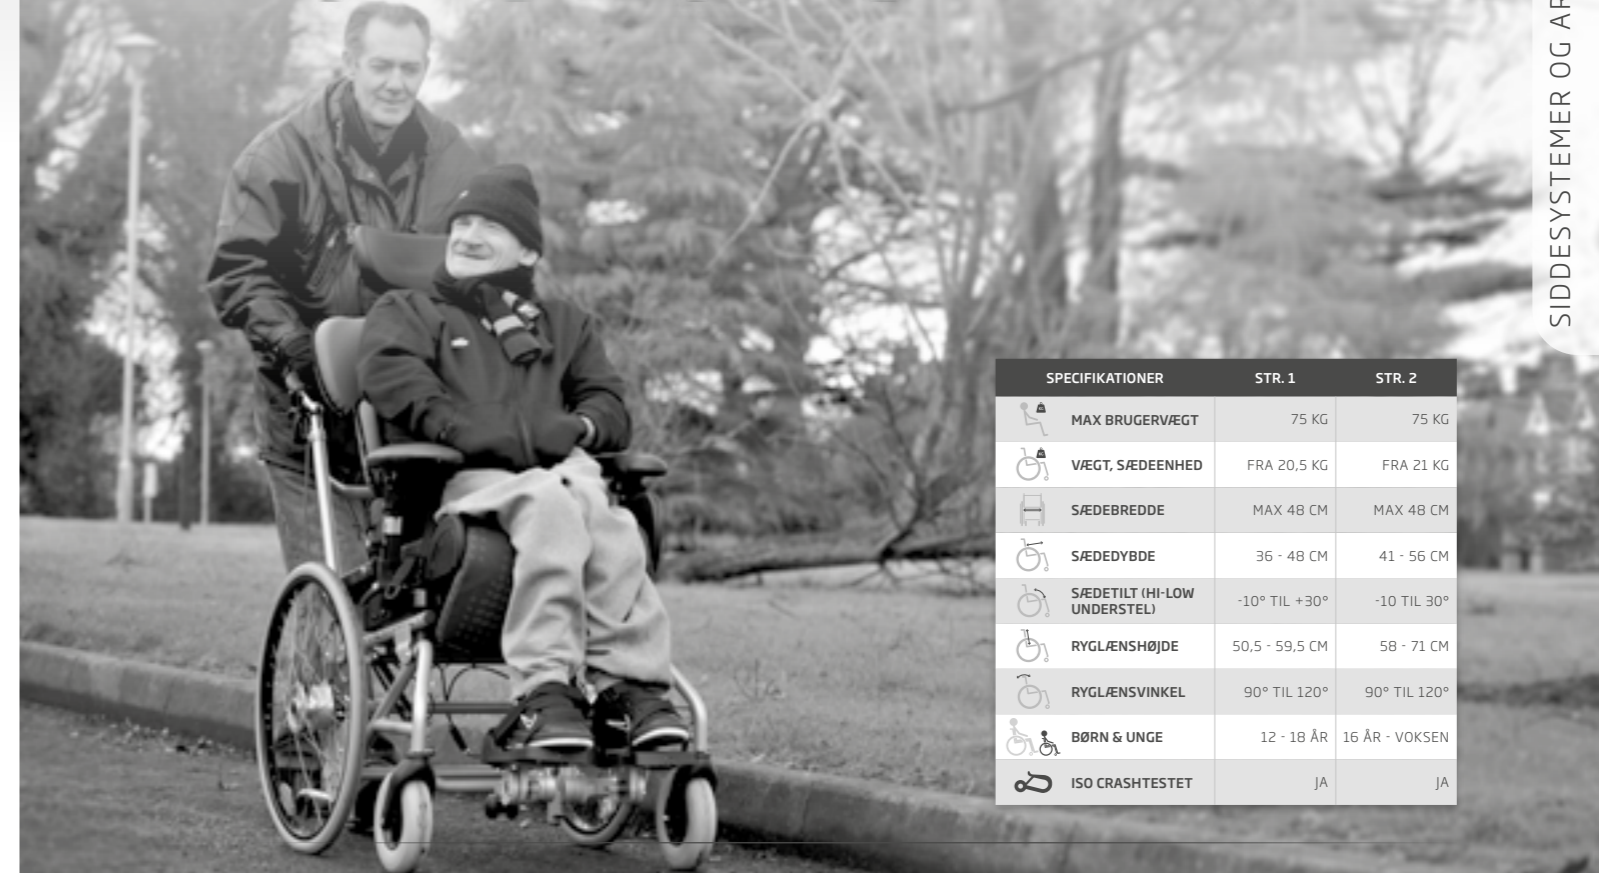 SIDDESYSTEMER OG
SPECIFIKATIONER STR. 1 STR. 2
MAX BRUGERVÆGT 75 KG 75 KG
VÆGT, SÆDEENHED FRA 20,5 KG FRA 21 KG
SÆDEBREDDE MAX 48 CM MAX 48 CM
SÆDEDYBDE 36 - 48 CM 41 - 56 CM
SÆDETILT (HI-LOW
UNDERSTEL) -10° TIL +30° -10 TIL 30°
RYGLÆNSHØJDE 50,5 - 59,5 CM 58 - 71 CM
RYGLÆNSVINKEL 90° TIL 120° 90° TIL 120°
BØRN & UNGE 12 - 18 ÅR 16 ÅR - VOKSEN
ISO CRASHTESTET JA JA